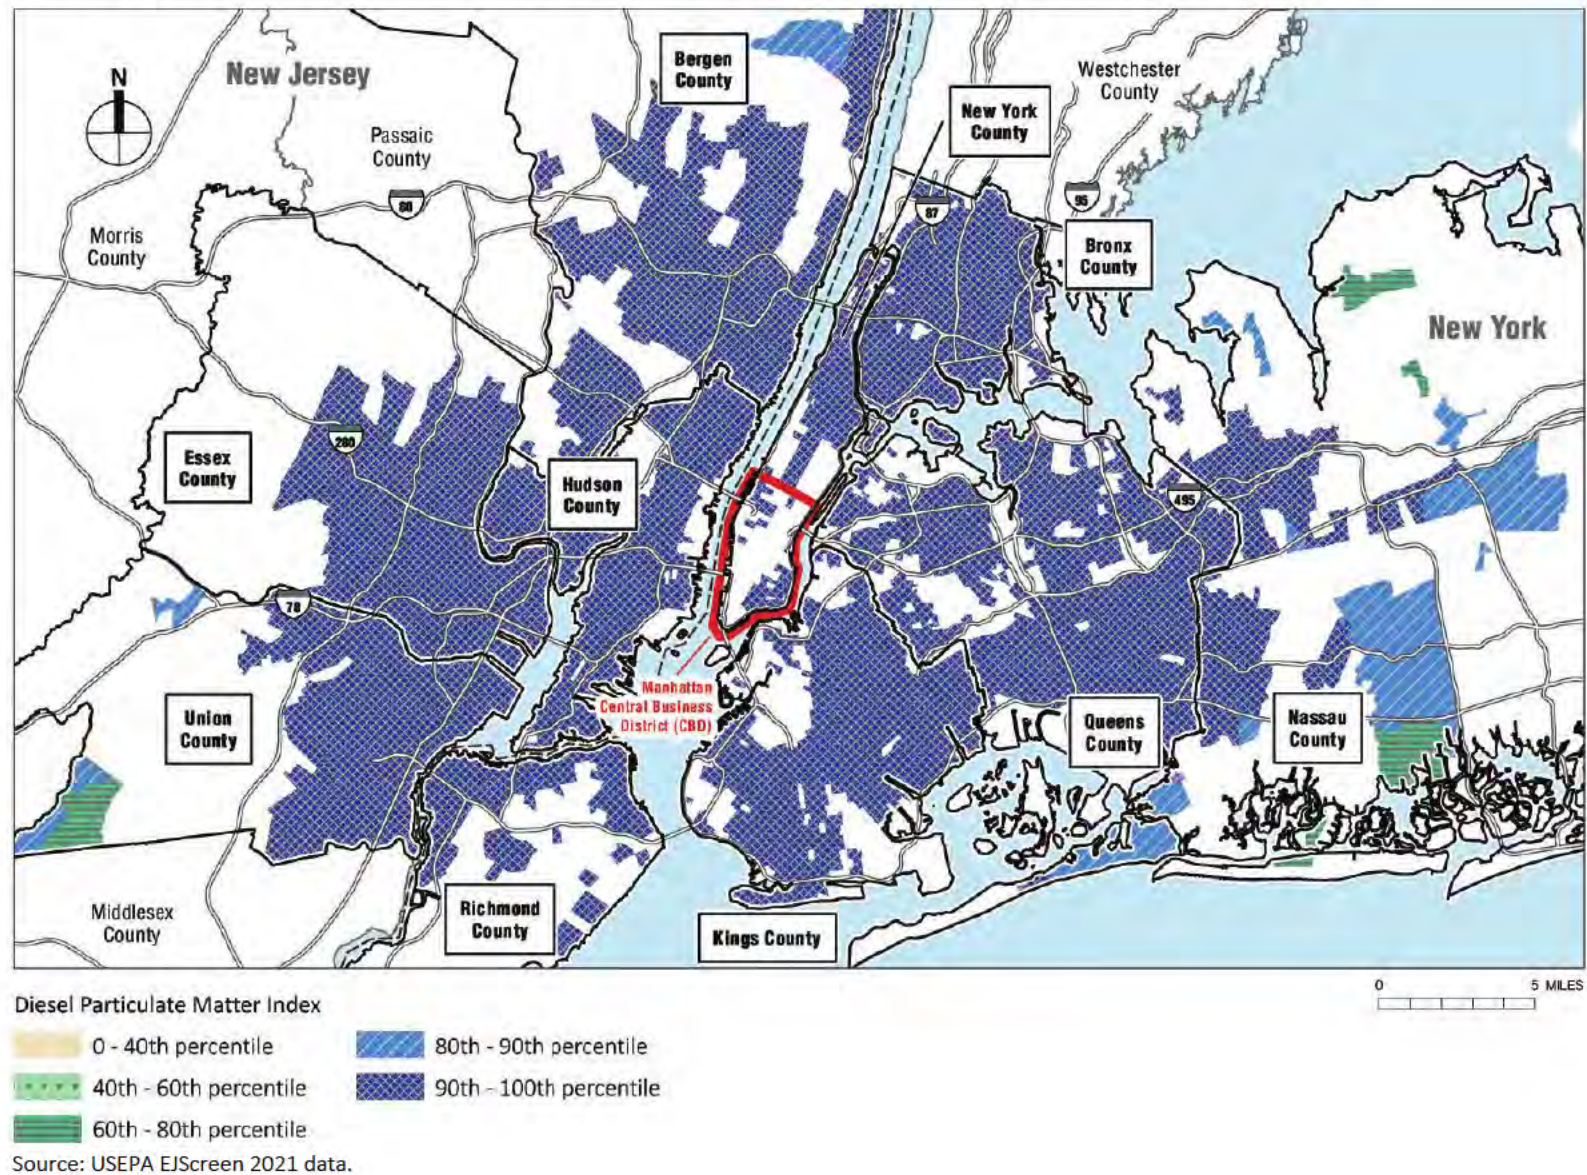 N
New Jersey
Bergen
County
New York
County
Westchester
County
Passaic
County
80
87
95
Morris
County
Bronx
County
New York
280
Essex
County
Hudson
County
495
78
Manhattan
Central Business
District (CBD)
Union
County
Queens
County
Nassau
County
Middlesex
County
Richmond
County
Kings County
0 5 MILES
Diesel Particulate Matter Index
0 - 40th percentile
40th - 60th percentile
60th - 80th percentile
80th - 90th percentile
90th - 100th percentile
Source: USEPA EJScreen 2021 data.